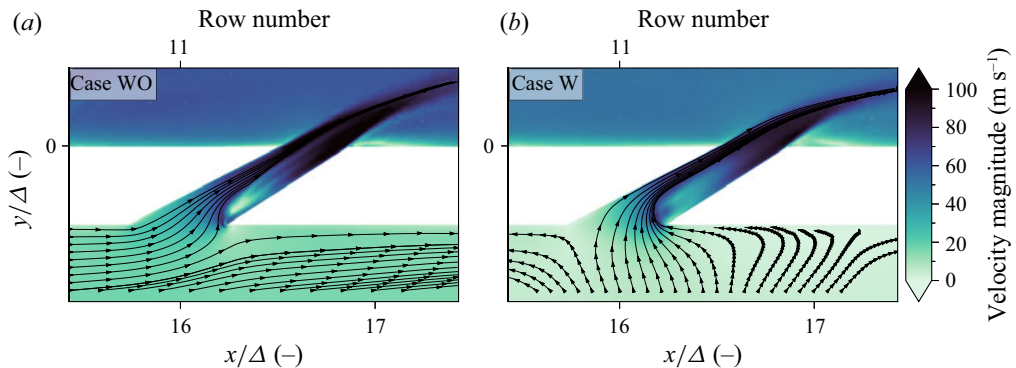 (a)
Row number
11
Case WO
0
y/Δ (–)
16
17
x/Δ (–)
(b)
Row number
11
Case W
0
16
17
x/Δ (–)
100
80
60
40
20
0
Velocity magnitude (m s⁻¹)